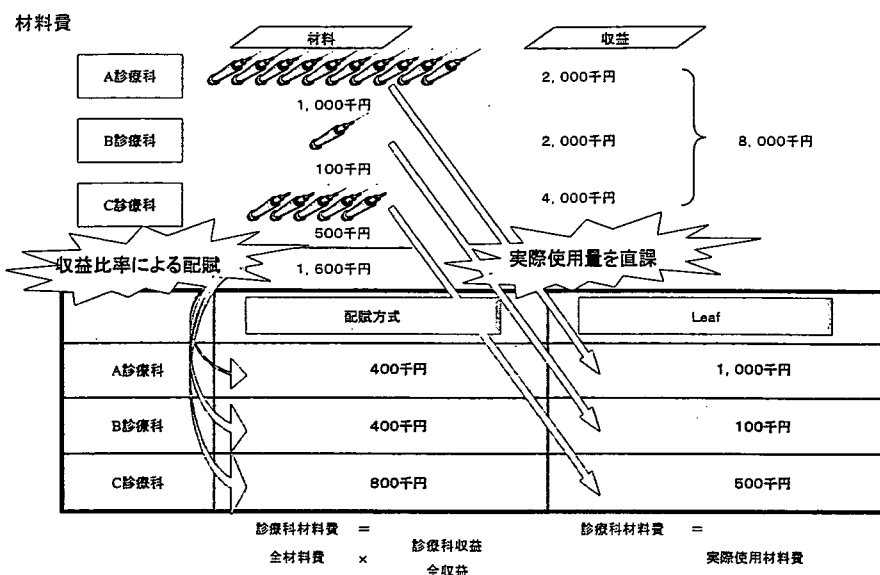 材料費
材料 収益
A診療科 2,000千円
1,000千円
B診療科 2,000千円 8,000千円
100千円
C診療科 4,000千円
500千円
収益比率による配賦 1,600千円 実際使用量を直課
配賦方式 Leaf
A診療科 400千円 1,000千円
B診療科 400千円 100千円
C診療科 800千円 500千円
診療科材料費 = 診療科材料費 =
全材料費 × 診療科収益 実際使用材料費
全収益